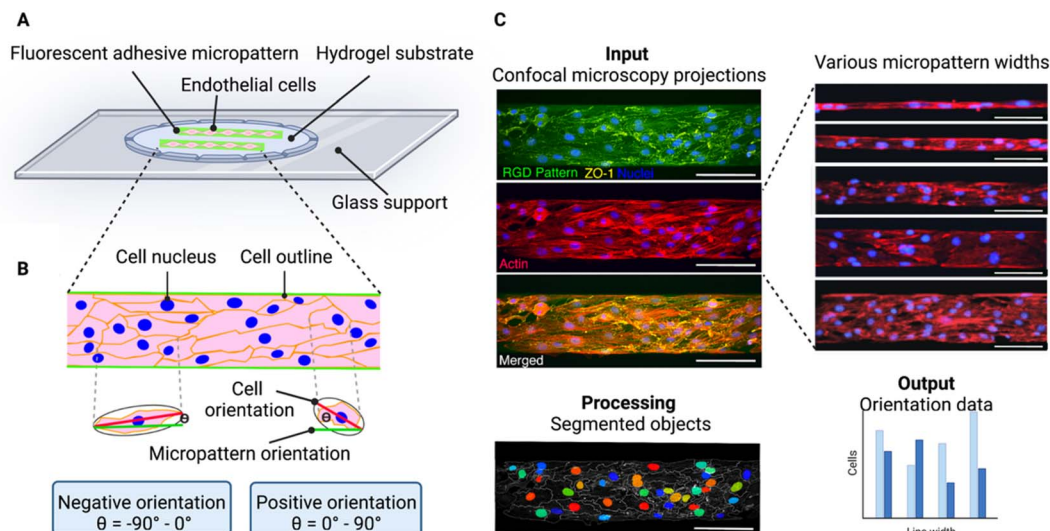 A
Fluorescent adhesive micropattern
Hydrogel substrate
Endothelial cells
Glass support
B
Cell nucleus
Cell outline
θ
θ
Cell
orientation
Micropattern orientation
Negative orientation
θ = -90° - 0°
Positive orientation
θ = 0° - 90°
C
Input
Confocal microscopy projections
RGD Pattern ZO-1 Nuclei
Actin
Merged
Various micropattern widths
Processing
Segmented objects
Output
Orientation data
Cells
Line width